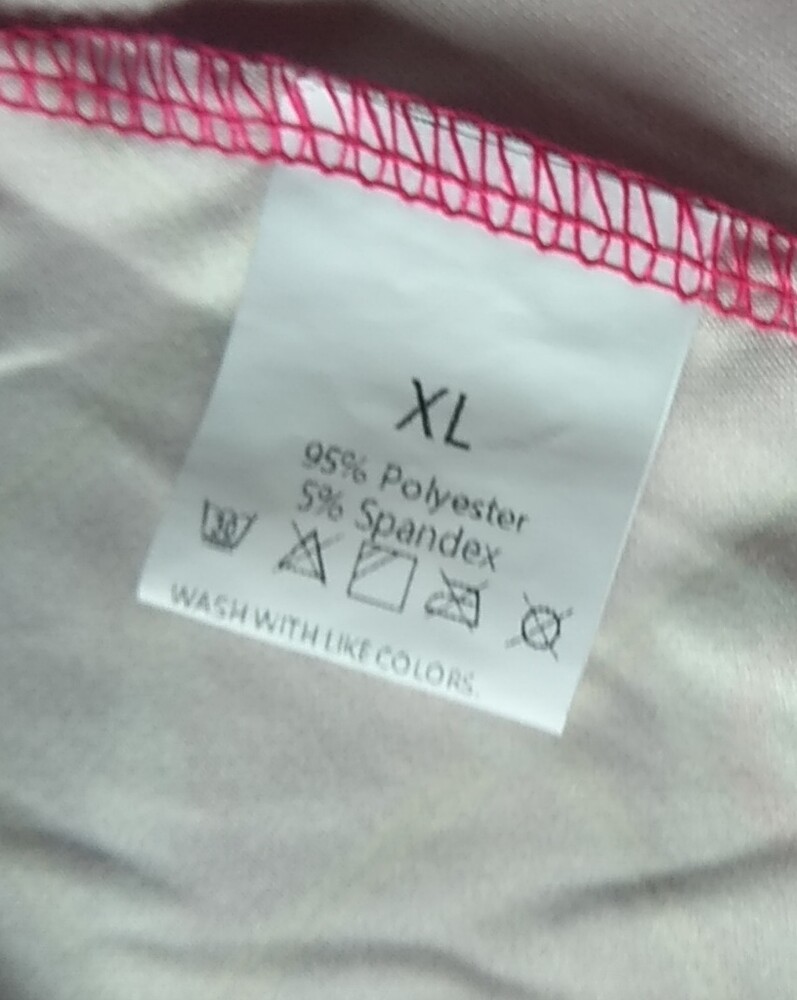 XL
95% Polyester
5% Spandex
30
WASH WITH LIKE COLORS.